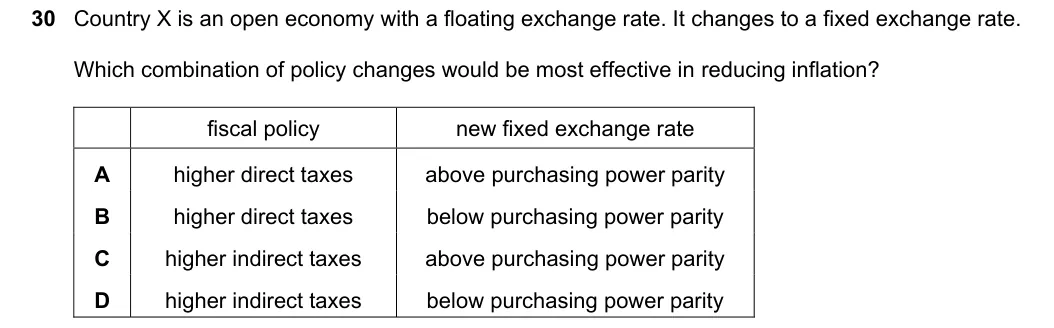 30 Country X is an open economy with a floating exchange rate. It changes to a fixed exchange rate.
Which combination of policy changes would be most effective in reducing inflation?
fiscal policy new fixed exchange rate
A higher direct taxes above purchasing power parity
B higher direct taxes below purchasing power parity
C higher indirect taxes above purchasing power parity
D higher indirect taxes below purchasing power parity